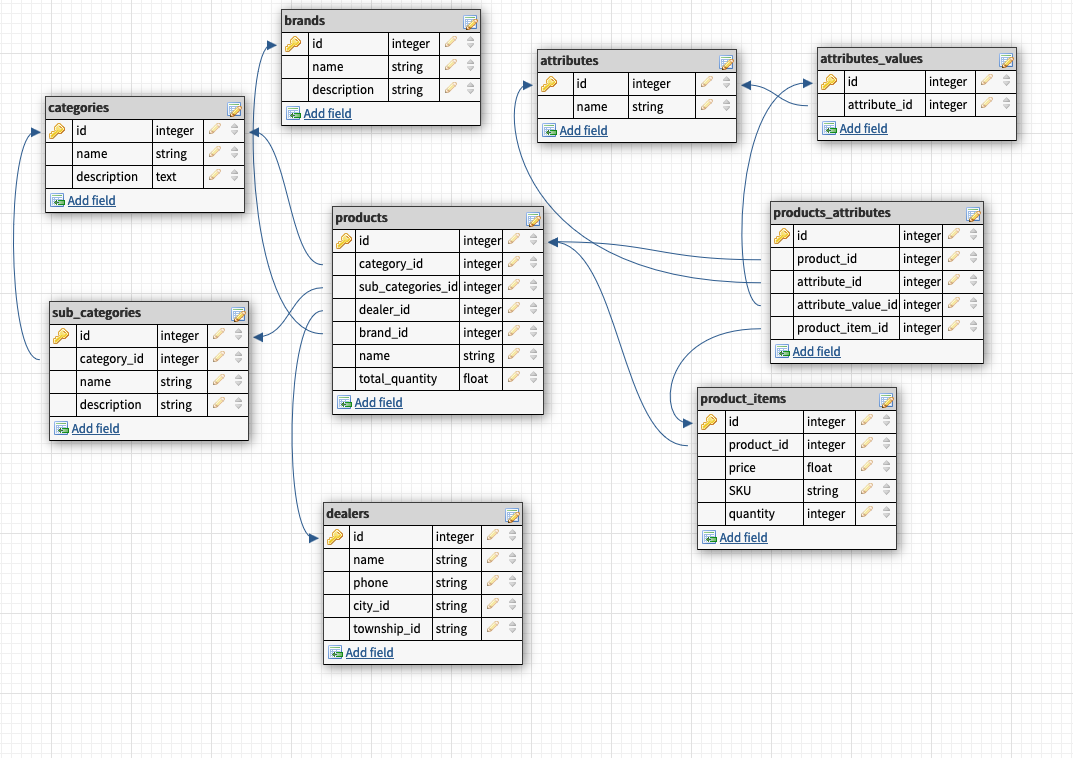 brands
id integer
name string
description string
Add field
attributes
id integer
name string
Add field
attributes_values
id integer
attribute_id integer
Add field
categories
id integer
name string
description text
Add field
products
id integer
category_id integer
sub_categories_id integer
dealer_id integer
brand_id integer
name string
total_quantity float
Add field
products_attributes
id integer
product_id integer
attribute_id integer
attribute_value_id integer
product_item_id integer
Add field
sub_categories
id integer
category_id integer
name string
description string
Add field
product_items
id integer
product_id integer
price float
SKU string
quantity integer
Add field
dealers
id integer
name string
phone string
city_id string
township_id string
Add field